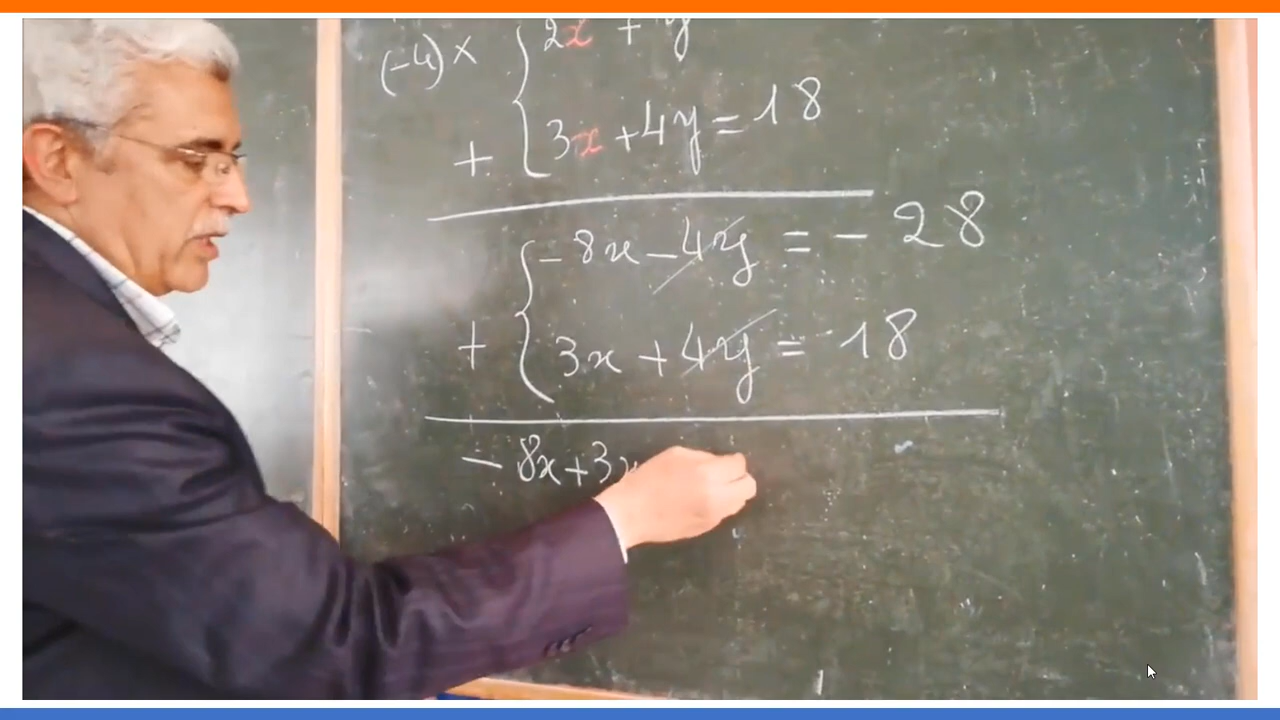 (-4) × 2x + y
+ 3x + 4y = 18
- 8x - 4y = - 28
+ 3x + 4y = 18
- 8x + 3x